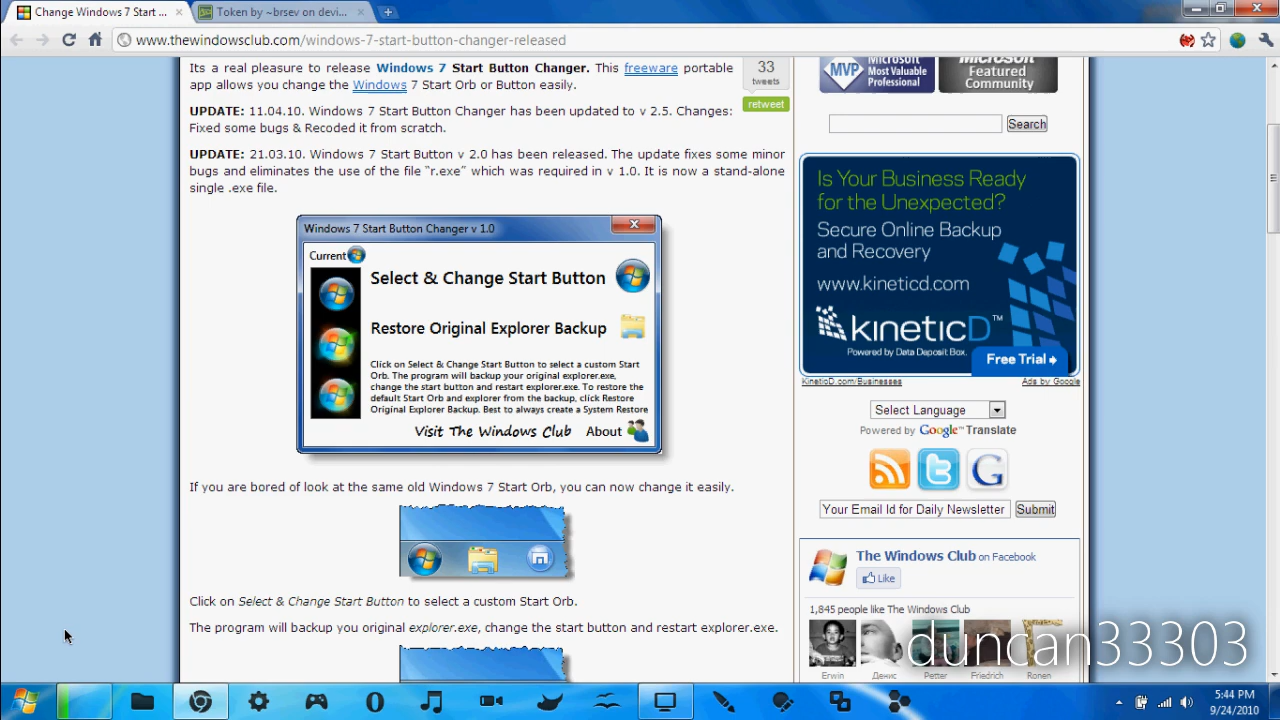 Change Windows 7 Start ...
Token by ~brsev on devi...
www.thewindowsclub.com/windows-7-start-button-changer-released
Its a real pleasure to release Windows 7 Start Button Changer. This freeware portable
app allows you change the Windows 7 Start Orb or Button easily.
33
tweets
retweet
UPDATE: 11.04.10. Windows 7 Start Button Changer has been updated to v 2.5. Changes:
Fixed some bugs & Recoded it from scratch.
UPDATE: 21.03.10. Windows 7 Start Button v 2.0 has been released. The update fixes some minor
bugs and eliminates the use of the file "r.exe" which was required in v 1.0. It is now a stand-alone
single .exe file.
Windows 7 Start Button Changer v 1.0
Current
Select & Change Start Button
Restore Original Explorer Backup
Click on Select & Change Start Button to select a custom Start
Orb. The program will backup your original explorer.exe,
change the start button and restart explorer.exe. To restore the
default Start Orb and explorer from the backup, click Restore
Original Explorer Backup. Best to always create a System Restore
Visit The Windows Club
About
If you are bored of look at the same old Windows 7 Start Orb, you can now change it easily.
Click on Select & Change Start Button to select a custom Start Orb.
The program will backup you original explorer.exe, change the start button and restart explorer.exe.
MVP
Microsoft
Most Valuable
Professional
Microsoft
Featured
Community
Search
Is Your Business Ready
for the Unexpected?
Secure Online Backup
and Recovery
www.kineticd.com
KineticD™
Powered by Data Deposit Box.
Free Trial
KineticD.com/Businesses
Ads by Google
Select Language
Powered by Google™ Translate
G
Your Email Id for Daily Newsletter
Submit
The Windows Club on Facebook
Like
1,845 people like The Windows Club
Erwin
Денис
Petter
Friedrich
Ronen
duncan33303
5:44 PM
9/24/2010